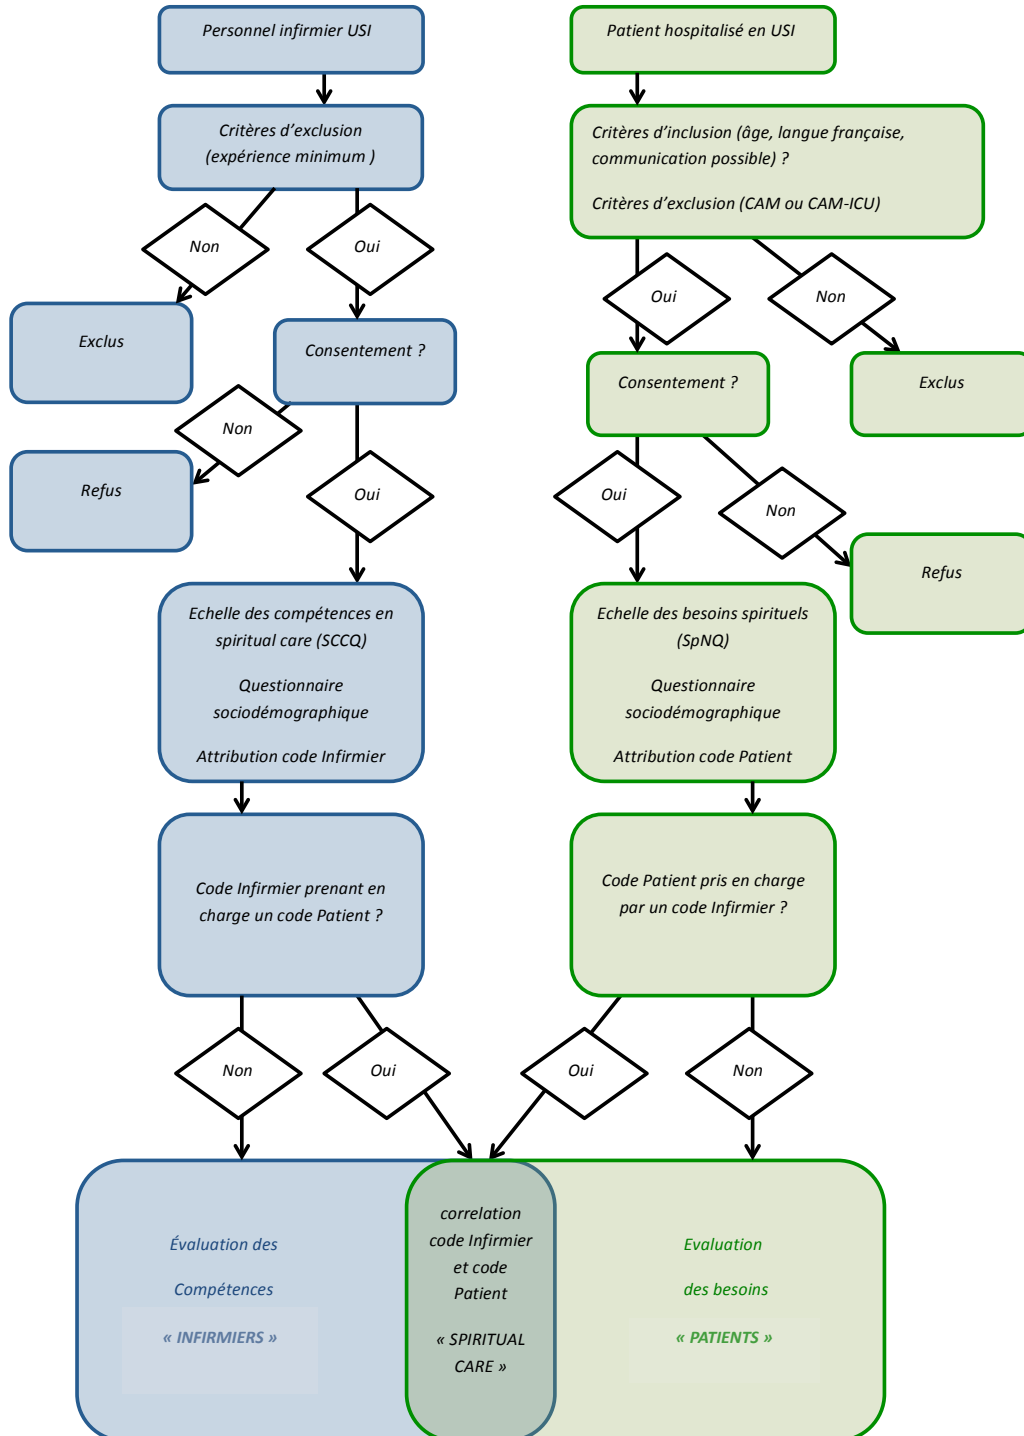 Personnel infirmier USI
Patient hospitalisé en USI
Critères d’exclusion
(expérience minimum )
Critères d’inclusion (âge, langue française,
communication possible) ?
Critères d’exclusion (CAM ou CAM-ICU)
Non
Oui
Oui
Non
Exclus
Consentement ?
Consentement ?
Exclus
Non
Oui
Oui
Non
Refus
Refus
Echelle des compétences en
spiritual care (SCCQ)
Questionnaire
sociodémographique
Attribution code Infirmier
Echelle des besoins spirituels
(SpNQ)
Questionnaire
sociodémographique
Attribution code Patient
Code Infirmier prenant en
charge un code Patient ?
Code Patient pris en charge
par un code Infirmier ?
Non
Oui
Oui
Non
Évaluation des
Compétences
« INFIRMIERS »
correlation
code Infirmier
et code
Patient
« SPIRITUAL
CARE »
Evaluation
des besoins
« PATIENTS »